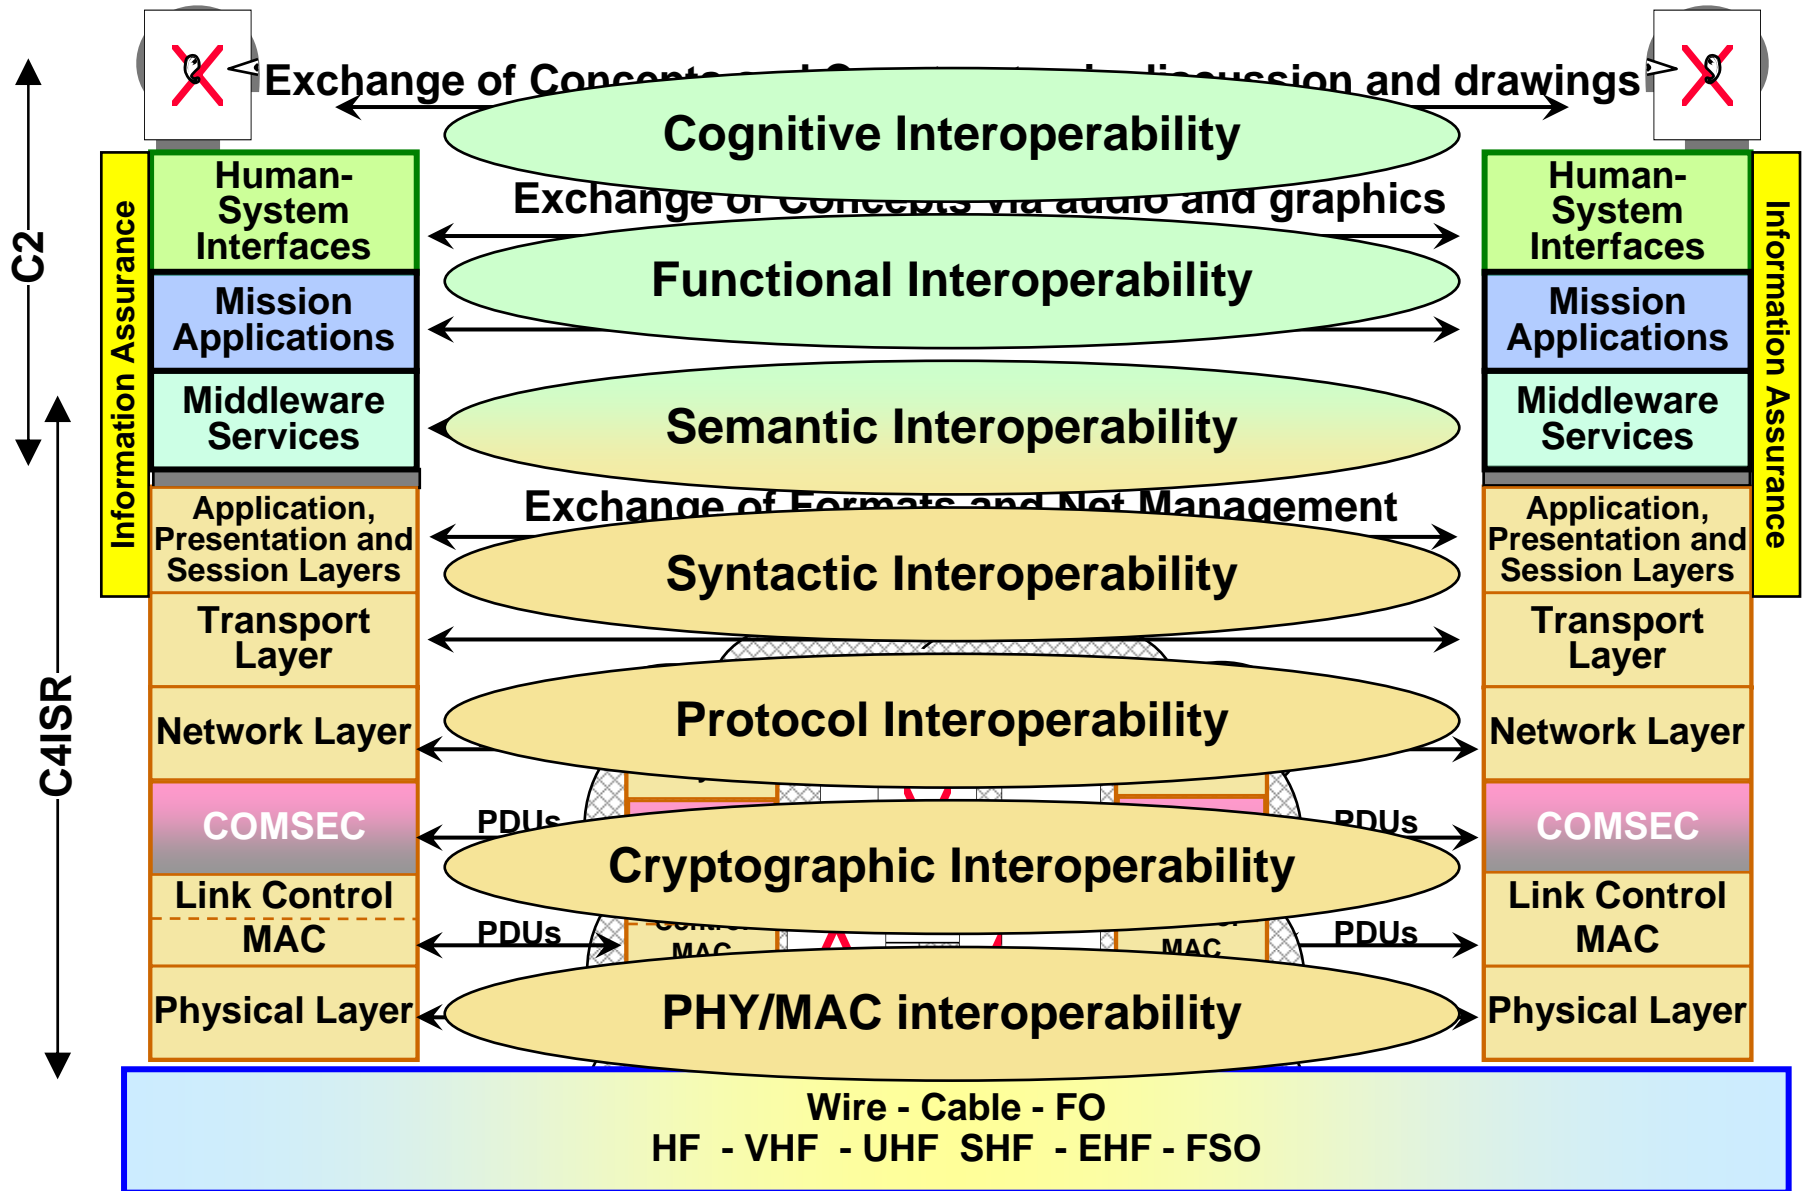 Exchange of Concepts and discussion and drawings
Cognitive Interoperability
Human-
System
Interfaces
Human-
System
Interfaces
Exchange of Concepts via audio and graphics
Information Assurance
Information Assurance
C2
Functional Interoperability
Mission
Applications
Mission
Applications
Middleware
Services
Semantic Interoperability
Middleware
Services
Exchange of Formats and Net Management
Application,
Presentation and
Session Layers
Application,
Presentation and
Session Layers
Syntactic Interoperability
Transport
Layer
Transport
Layer
C4ISR
Network Layer
Protocol Interoperability
Network Layer
COMSEC
PDUs
PDUs
COMSEC
Cryptographic Interoperability
Link Control
MAC
PDUs
Control
MAC
MAC
PDUs
Link Control
MAC
Physical Layer
PHY/MAC interoperability
Physical Layer
Wire - Cable - FO
HF - VHF - UHF SHF - EHF - FSO